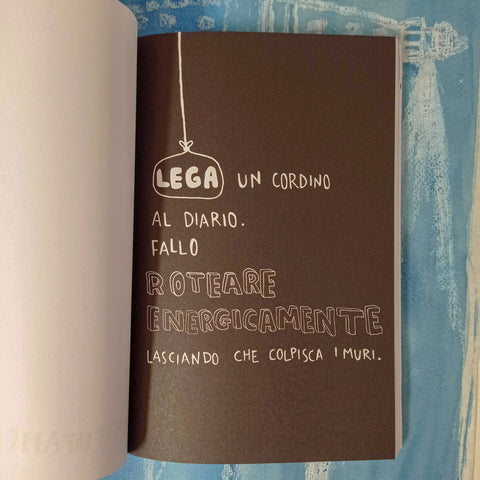 LEGA UN CORDINO
AL DIARIO.
FALLO
ROTEARE
ENERGICAMENTE
LASCIANDO CHE COLPISCA I MURI.